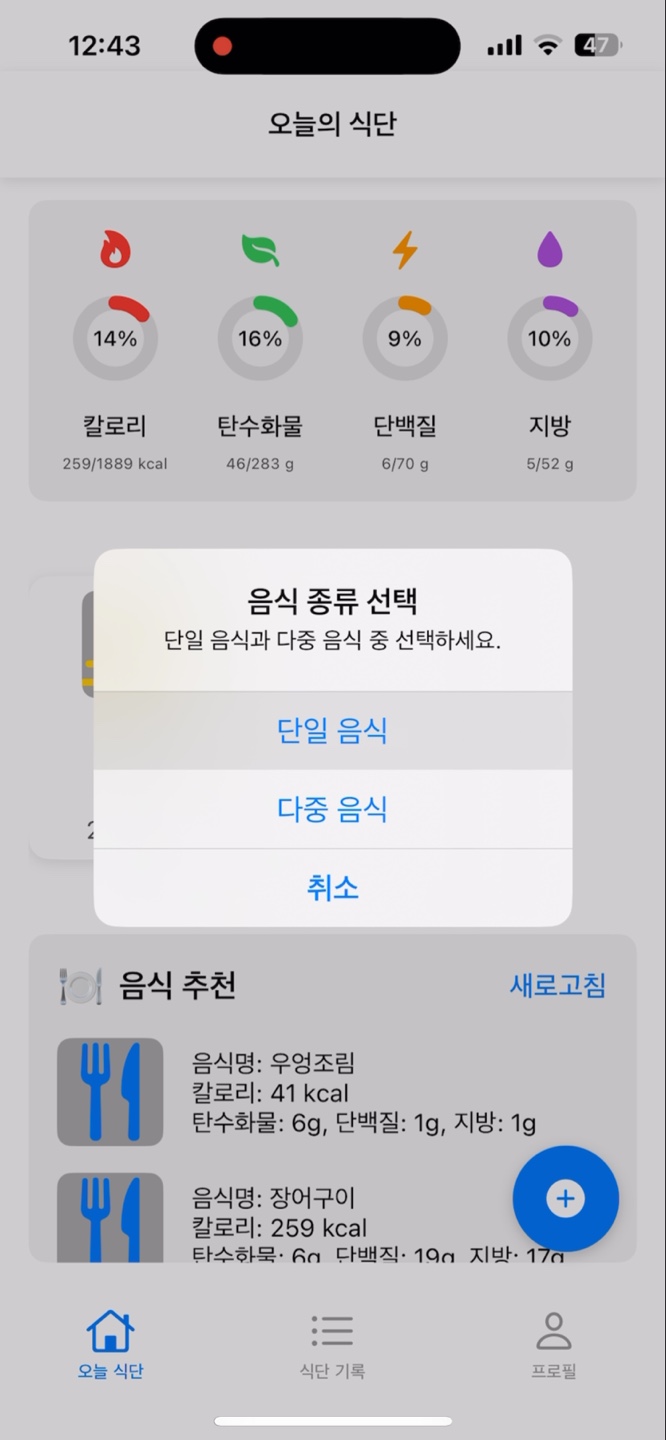 12:43
47
오늘의 식단
14%
16%
9%
10%
칼로리
탄수화물
단백질
지방
259/1889 kcal
46/283 g
6/70 g
5/52 g
음식 종류 선택
단일 음식과 다중 음식 중 선택하세요.
단일 음식
다중 음식
2
취소
음식 추천
새로고침
음식명: 우엉조림
칼로리: 41 kcal
탄수화물: 6g, 단백질: 1g, 지방: 1g
음식명: 장어구이
칼로리: 259 kcal
탄수화물: 6g, 단백질: 19g, 지방: 17g
오늘 식단
식단 기록
프로필